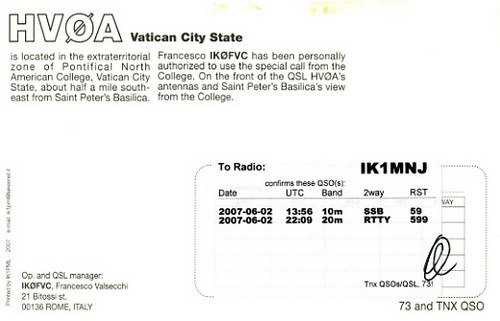 HVØA Vatican City State
is located in the extraterritorial
zone of Pontifical North
American College, Vatican City
State, about half a mile south-
east from Saint Peter's Basilica.
Francesco IKØFVC has been personally
authorized to use the special call from the
College. On the front of the QSL HVØA's
antennas and Saint Peter's Basilica's view
from the College.
To Radio: IK1MNJ
confirms these QSO(s):
Date UTC Band 2way RST
2007-06-02 13:56 10m SSB 59
2007-06-02 22:09 20m RTTY 599
WAY
Tnx QSOs/QSL, 73!
Op. and QSL manager:
IKØFVC, Francesco Valsecchi
21 Bitossi st.
00136 ROME, ITALY
73 and TNX QSO
Printed by IK1PML 2007